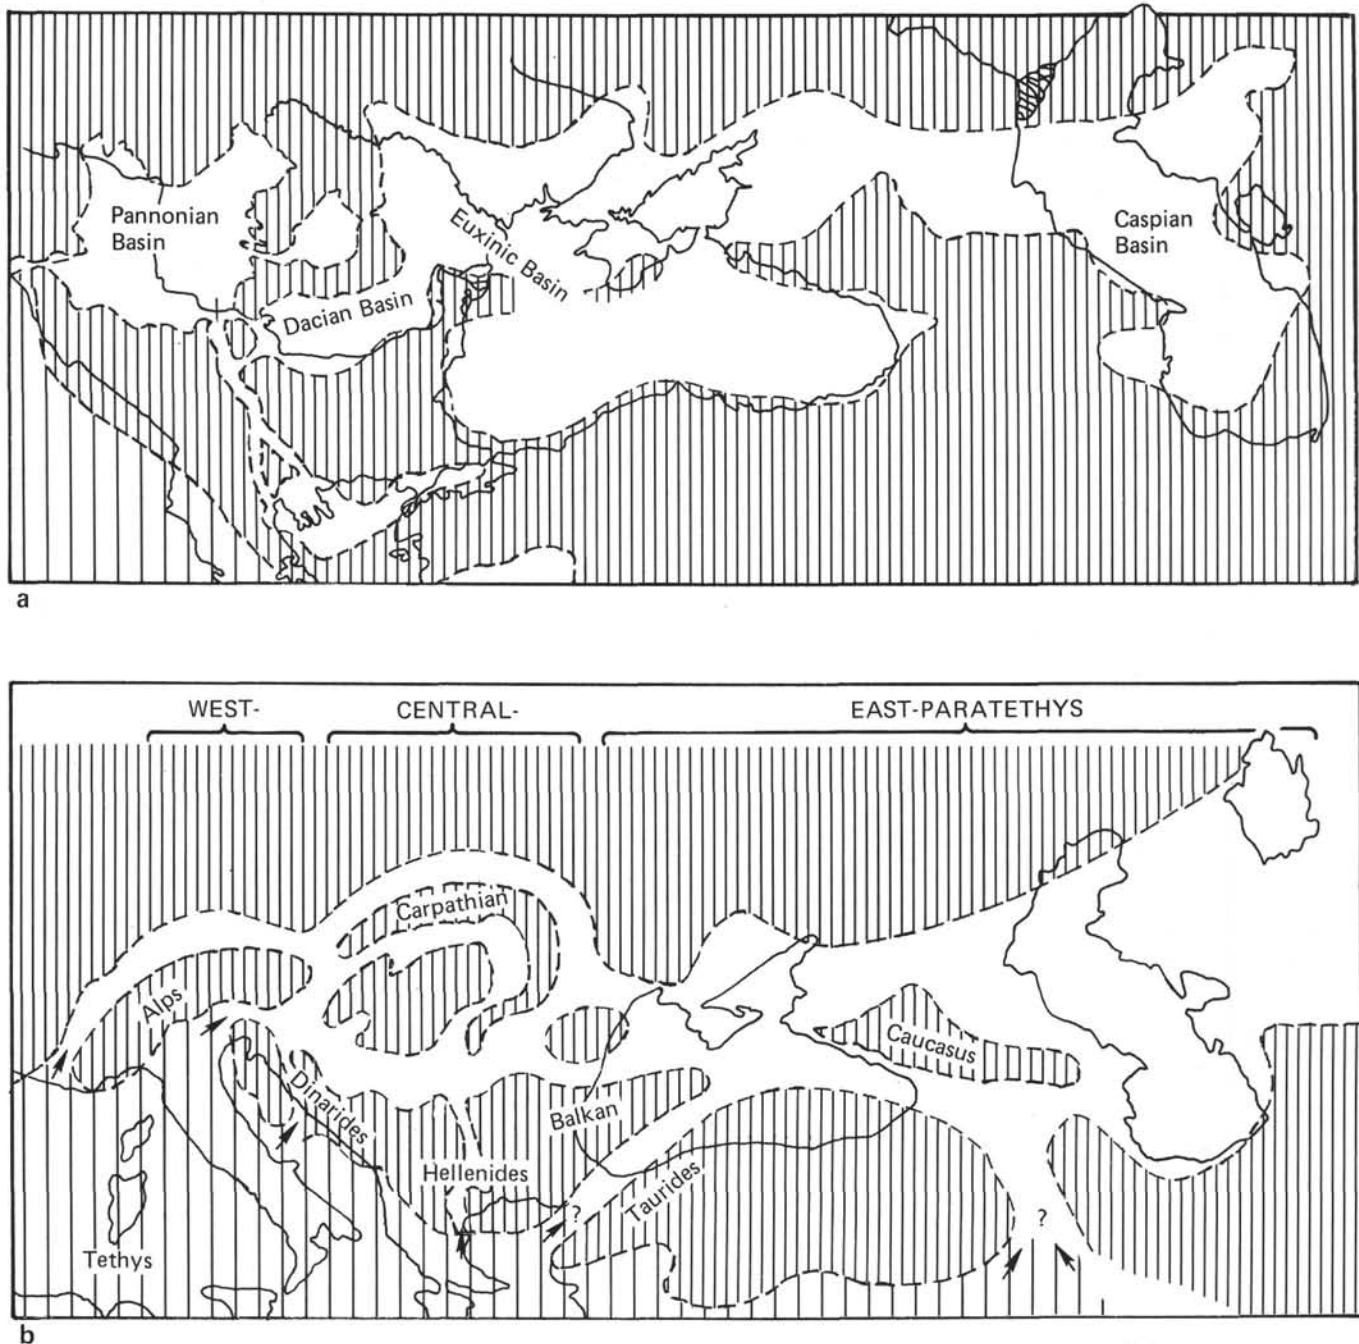 Pannonian
Basin
Dacian Basin
Euxinic Basin
Caspian
Basin
a
WEST-
CENTRAL-
EAST-PARATETHYS
Carpathian
Alps
Dinarides
Caucasus
Balkan
Hellenides
Taurides
?
?
Tethys
b